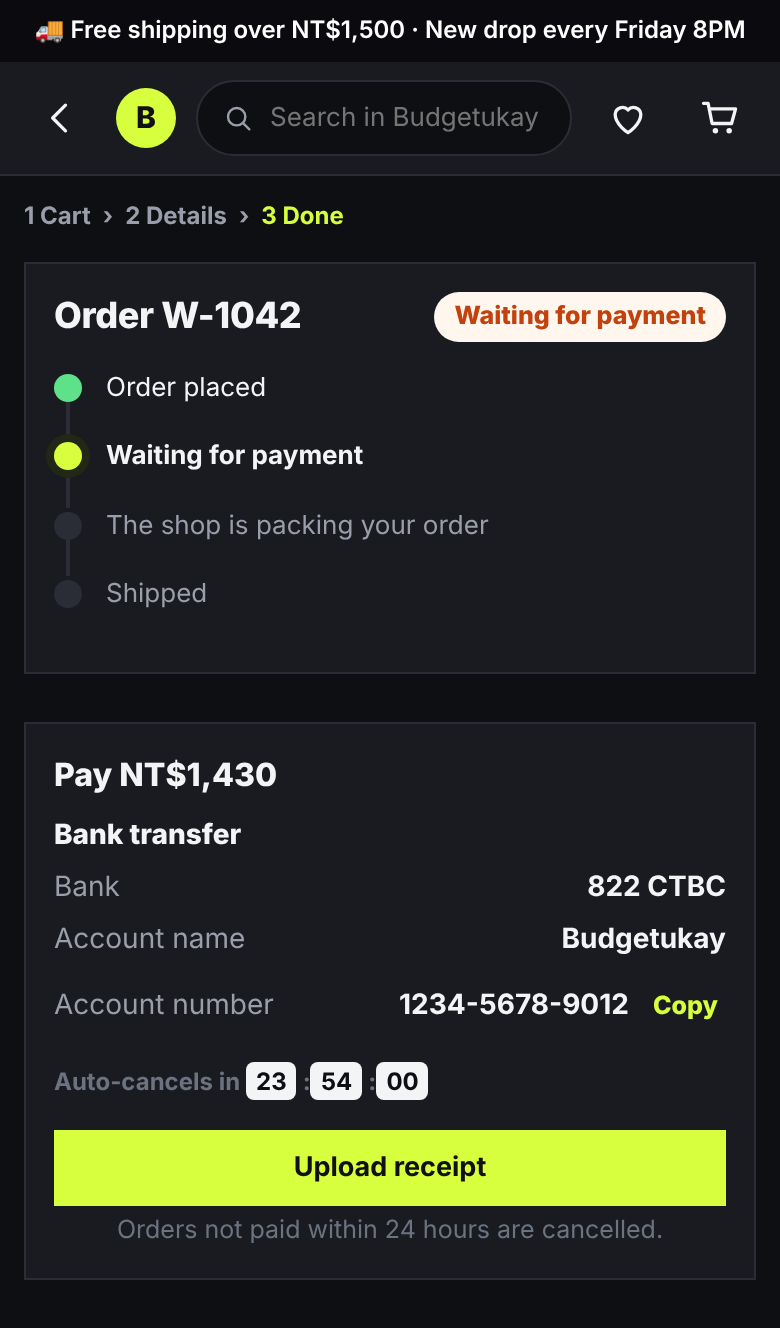 🚚 Free shipping over NT$1,500 · New drop every Friday 8PM
B Search in Budgetukay
1 Cart › 2 Details › 3 Done
Order W-1042 Waiting for payment
Order placed
Waiting for payment
The shop is packing your order
Shipped
Pay NT$1,430
Bank transfer
Bank 822 CTBC
Account name Budgetukay
Account number 1234-5678-9012 Copy
Auto-cancels in 23 : 54 : 00
Upload receipt
Orders not paid within 24 hours are cancelled.